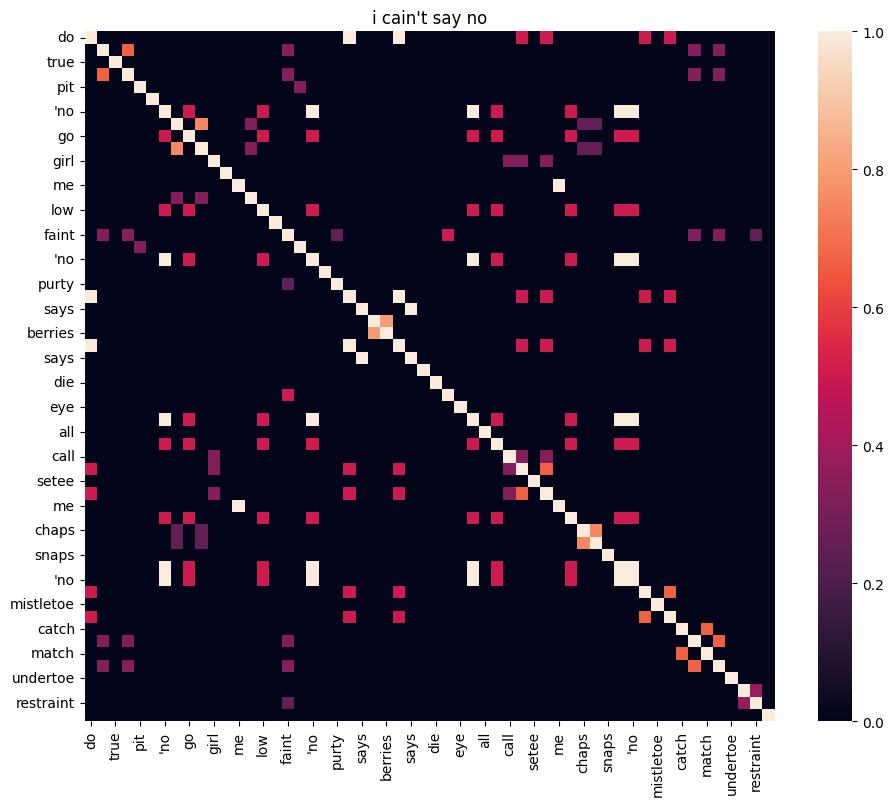 i cain't say no
do
true
pit
'no
go
girl
me
low
faint
'no
purty
says
berries
says
die
eye
all
call
setee
me
chaps
snaps
'no
mistletoe
catch
match
undertoe
restraint
1.0
0.8
0.6
0.4
0.2
0.0
do
true
pit
'no
go
girl
me
low
faint
'no
purty
says
berries
says
die
eye
all
call
setee
me
chaps
snaps
'no
mistletoe
catch
match
undertoe
restraint